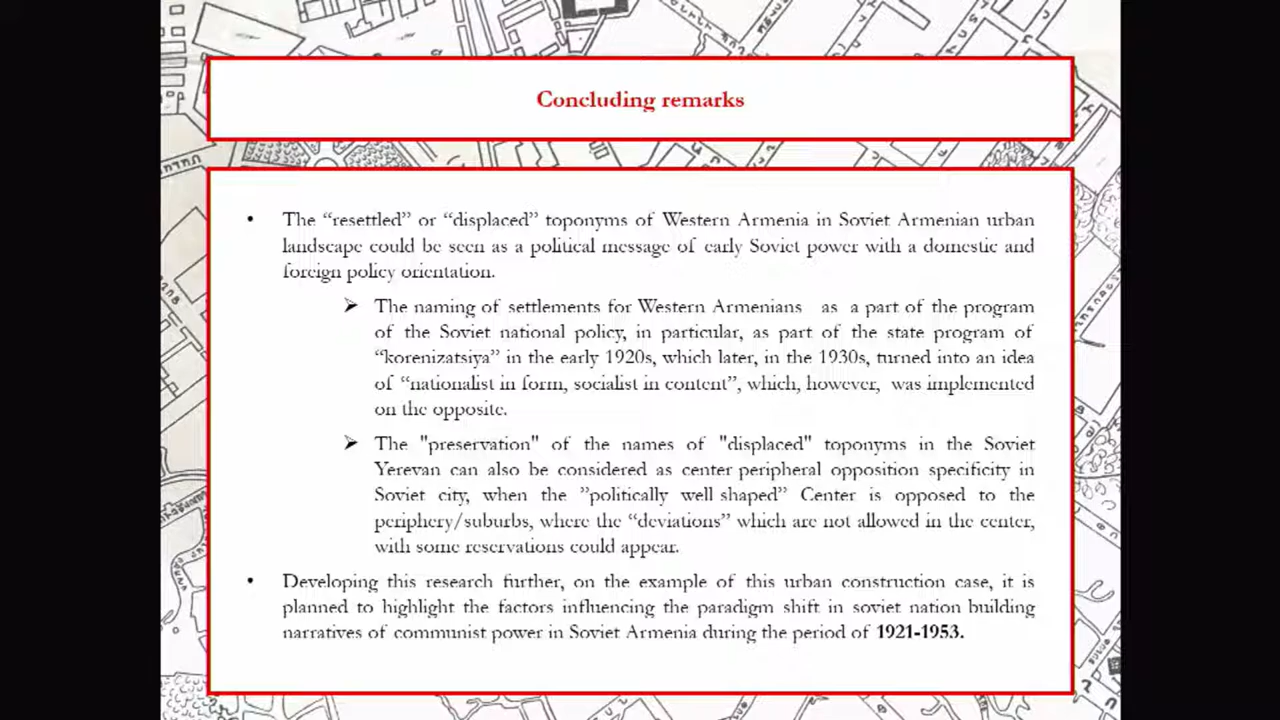 Concluding remarks
• The “resettled” or “displaced” toponyms of Western Armenia in Soviet Armenian urban
landscape could be seen as a political message of early Soviet power with a domestic and
foreign policy orientation.
➢ The naming of settlements for Western Armenians as a part of the program
of the Soviet national policy, in particular, as part of the state program of
“korenizatsiya” in the early 1920s, which later, in the 1930s, turned into an idea
of “nationalist in form, socialist in content”, which, however, was implemented
on the opposite.
➢ The "preservation" of the names of "displaced" toponyms in the Soviet
Yerevan can also be considered as center peripheral opposition specificity in
Soviet city, when the ”politically well shaped” Center is opposed to the
periphery/suburbs, where the “deviations” which are not allowed in the center,
with some reservations could appear.
• Developing this research further, on the example of this urban construction case, it is
planned to highlight the factors influencing the paradigm shift in soviet nation building
narratives of communist power in Soviet Armenia during the period of 1921-1953.